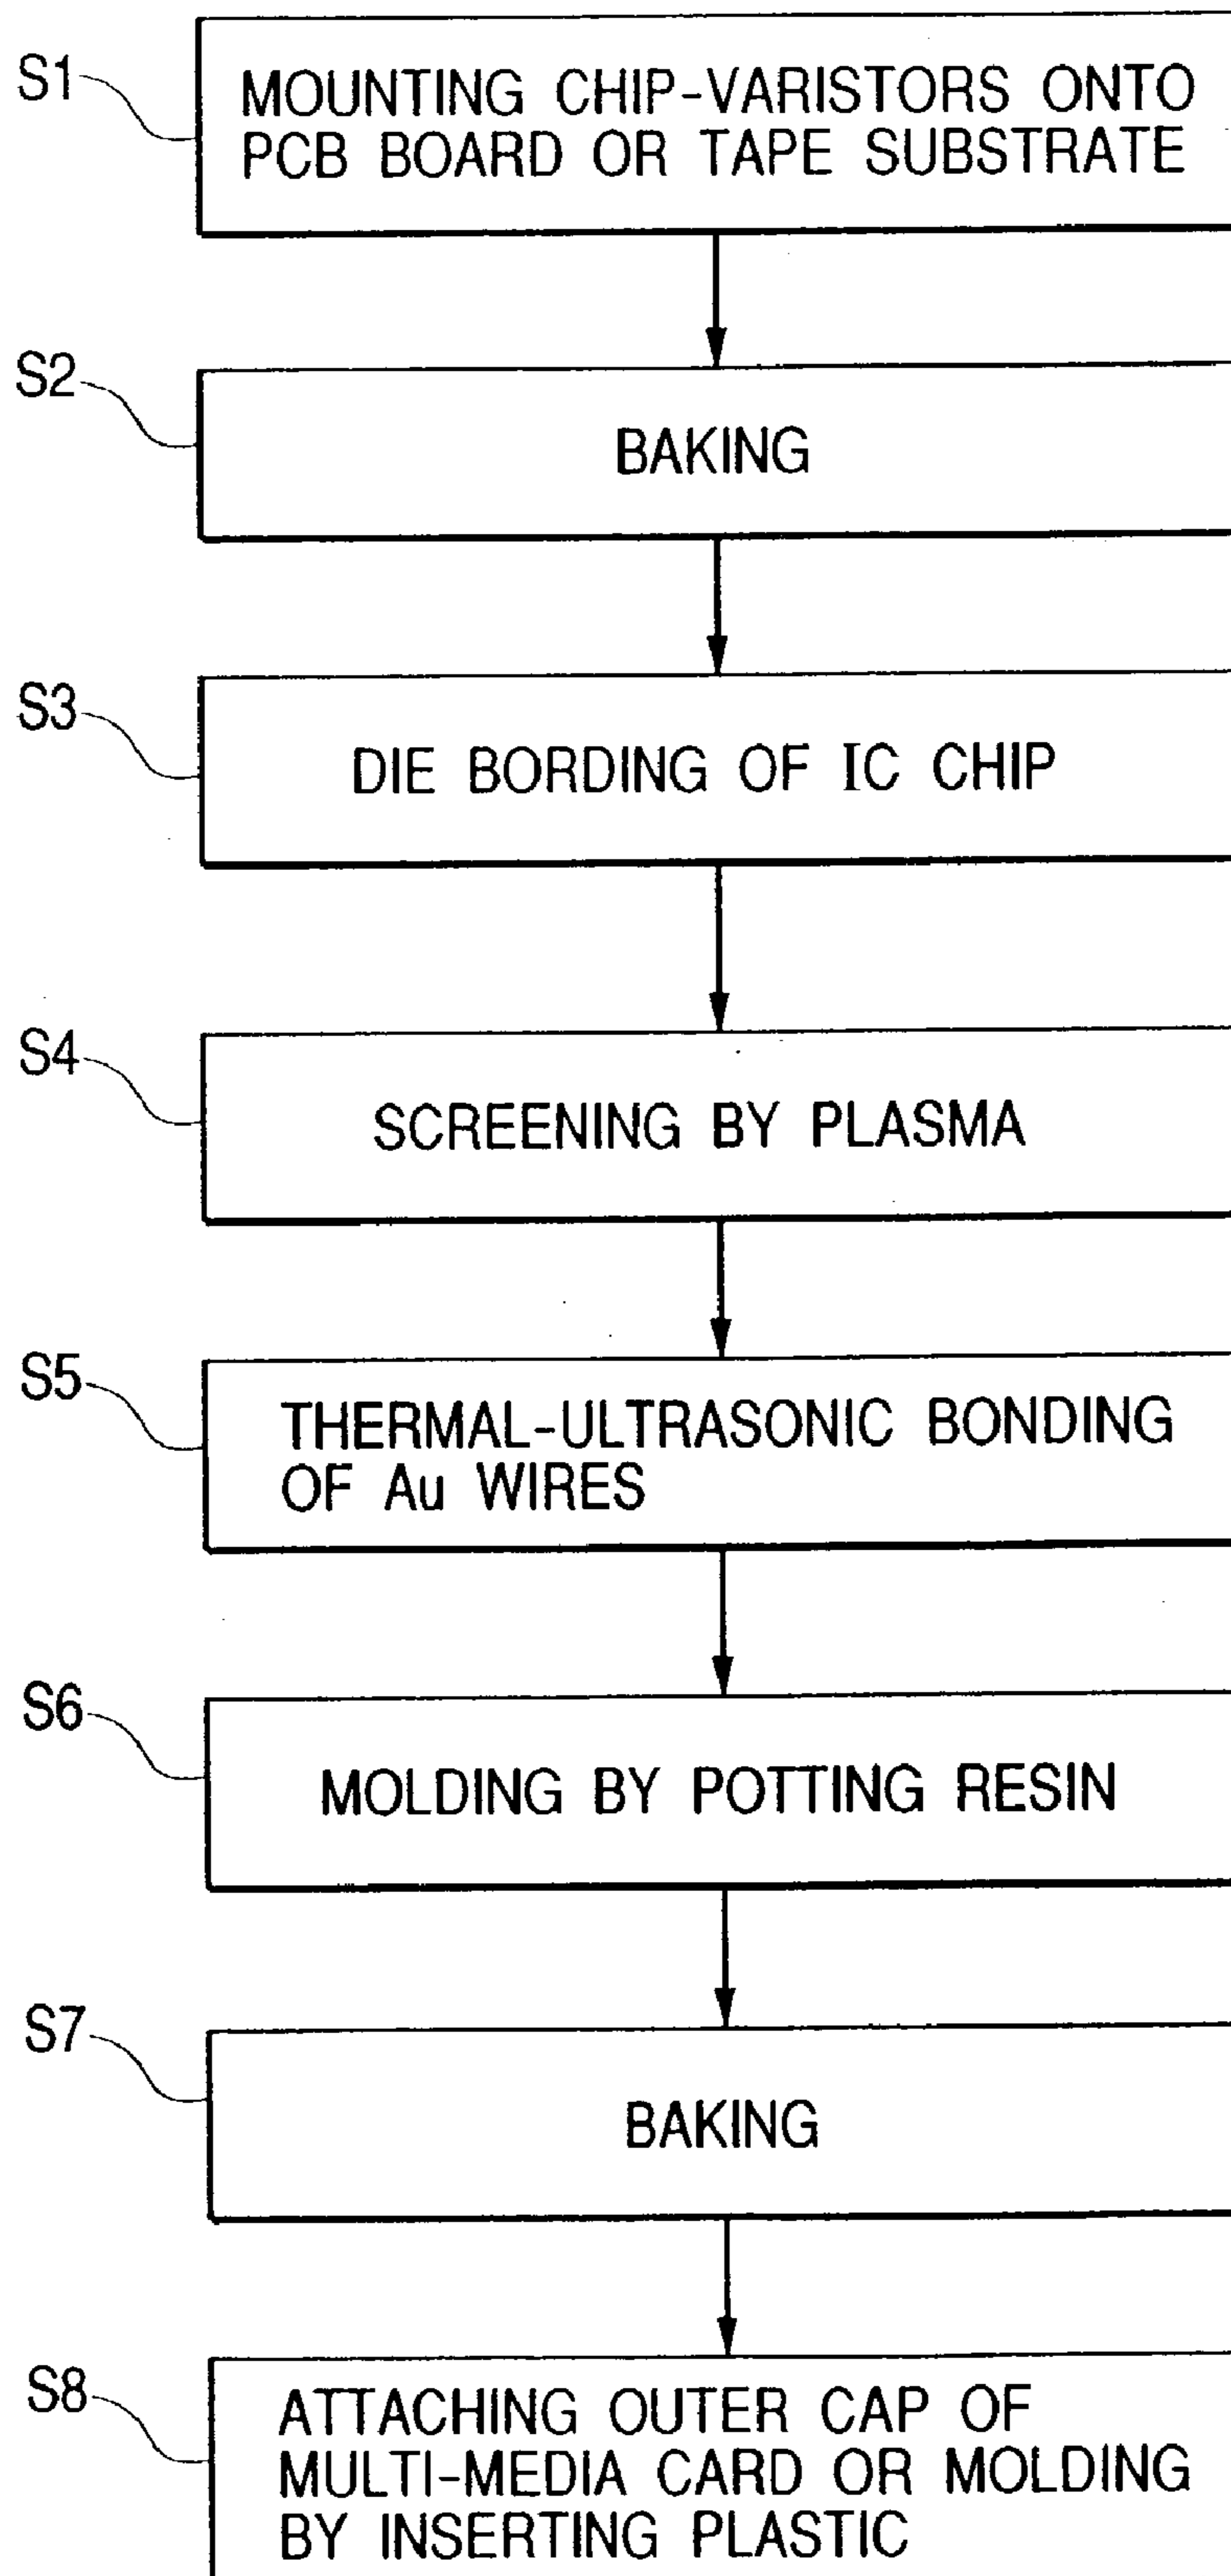 S1
MOUNTING CHIP-VARISTORS ONTO
PCB BOARD OR TAPE SUBSTRATE
S2
BAKING
S3
DIE BORDING OF IC CHIP
S4
SCREENING BY PLASMA
S5
THERMAL-ULTRASONIC BONDING
OF Au WIRES
S6
MOLDING BY POTTING RESIN
S7
BAKING
S8
ATTACHING OUTER CAP OF
MULTI-MEDIA CARD OR MOLDING
BY INSERTING PLASTIC